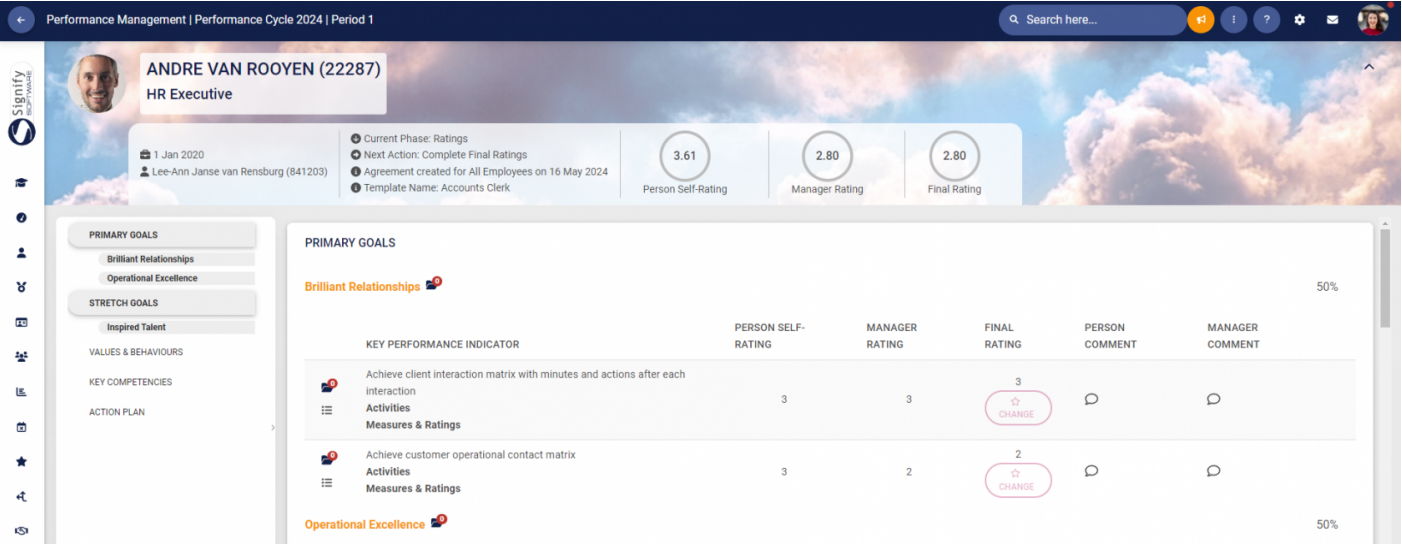 Performance Management | Performance Cycle 2024 | Period 1
Search here...
Signify
SOFTWARE
ANDRE VAN ROOYEN (22287)
HR Executive
1 Jan 2020
Lee-Ann Janse van Rensburg (841203)
Current Phase: Ratings
Next Action: Complete Final Ratings
Agreement created for All Employees on 16 May 2024
Template Name: Accounts Clerk
3.61
Person Self-Rating
2.80
Manager Rating
2.80
Final Rating
PRIMARY GOALS
Brilliant Relationships
Operational Excellence
STRETCH GOALS
Inspired Talent
VALUES & BEHAVIOURS
KEY COMPETENCIES
ACTION PLAN
PRIMARY GOALS
Brilliant Relationships 0 50%
KEY PERFORMANCE INDICATOR
PERSON SELF-
RATING
MANAGER
RATING
FINAL
RATING
PERSON
COMMENT
MANAGER
COMMENT
0
Achieve client interaction matrix with minutes and actions after each
interaction
Activities
Measures & Ratings
3
3
3
CHANGE
0
Achieve customer operational contact matrix
Activities
Measures & Ratings
3
2
2
CHANGE
Operational Excellence 0 50%